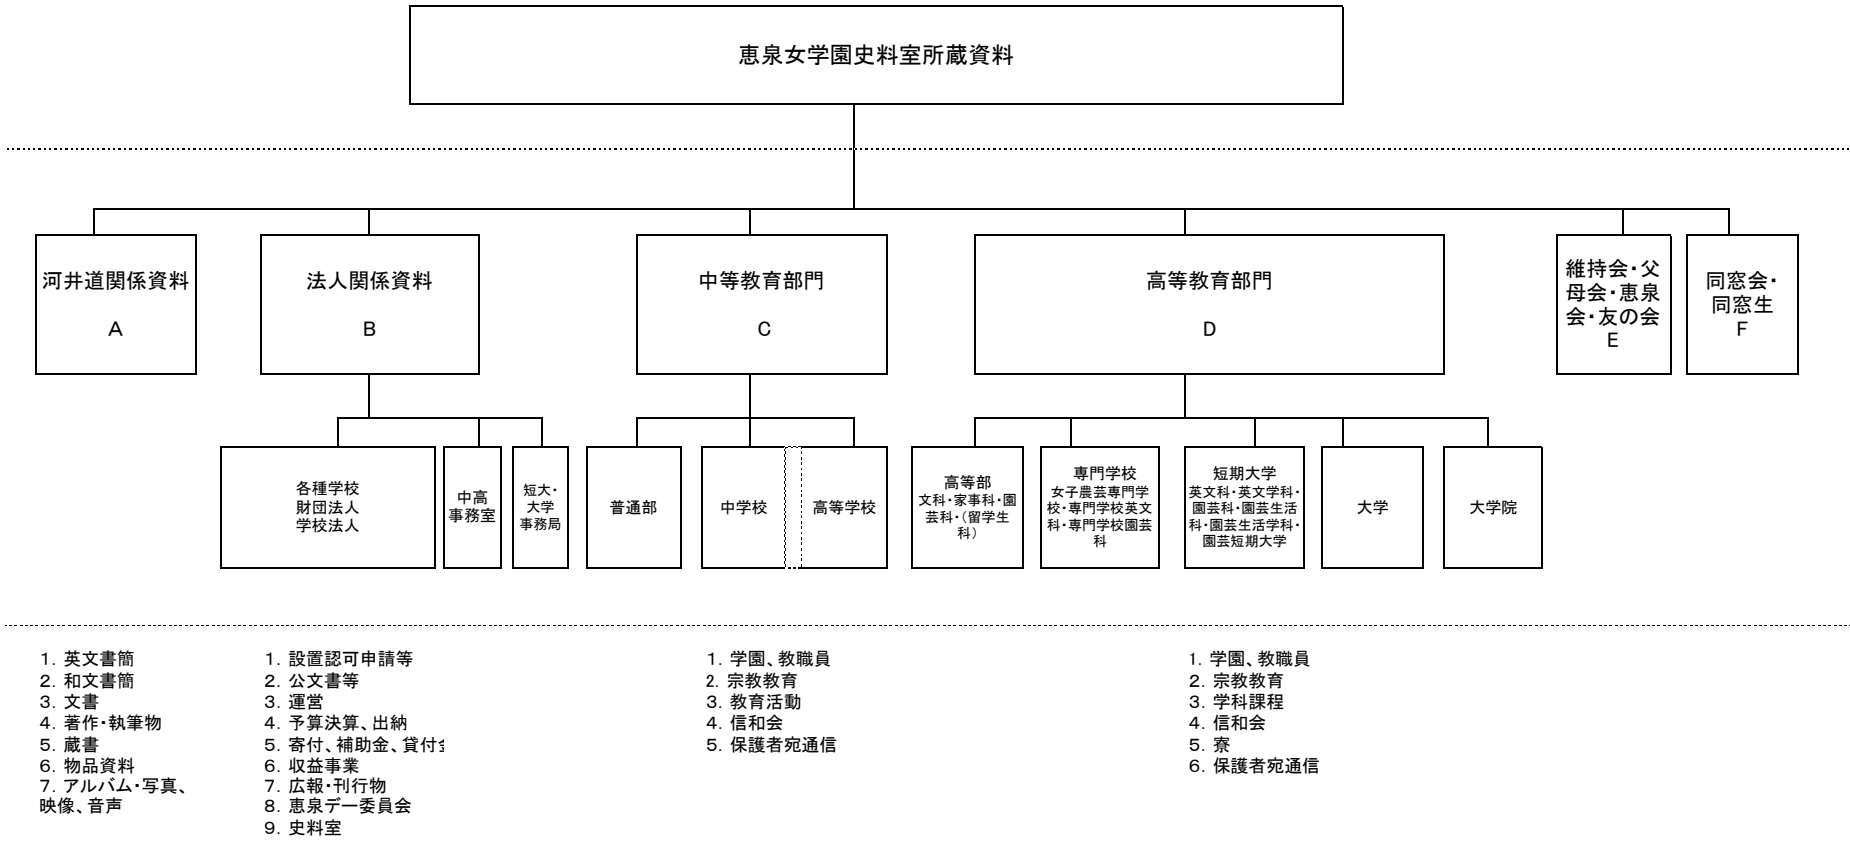 恵泉女学園史料室所蔵資料
河井道関係資料
A
法人関係資料
B
中等教育部門
C
高等教育部門
D
維持会・父
母会・恵泉
会・友の会
E
同窓会・
同窓生
F
各種学校
財団法人
学校法人
中高
事務室
短大・
大学
事務局
普通部
中学校
高等学校
高等部
文科・家事科・園
芸科・(留学生
科)
専門学校
女子農芸専門学
校・専門学校英文
科・専門学校園芸
科
短期大学
英文科・英文学科・
園芸科・園芸生活
科・園芸生活学科・
園芸短期大学
大学
大学院
1. 英文書簡
2. 和文書簡
3. 文書
4. 著作・執筆物
5. 蔵書
6. 物品資料
7. アルバム・写真、
映像、音声
1. 設置認可申請等
2. 公文書等
3. 運営
4. 予算決算、出納
5. 寄付、補助金、貸付
6. 収益事業
7. 広報・刊行物
8. 恵泉デー委員会
9. 史料室
1. 学園、教職員
2. 宗教教育
3. 教育活動
4. 信和会
5. 保護者宛通信
1. 学園、教職員
2. 宗教教育
3. 学科課程
4. 信和会
5. 寮
6. 保護者宛通信